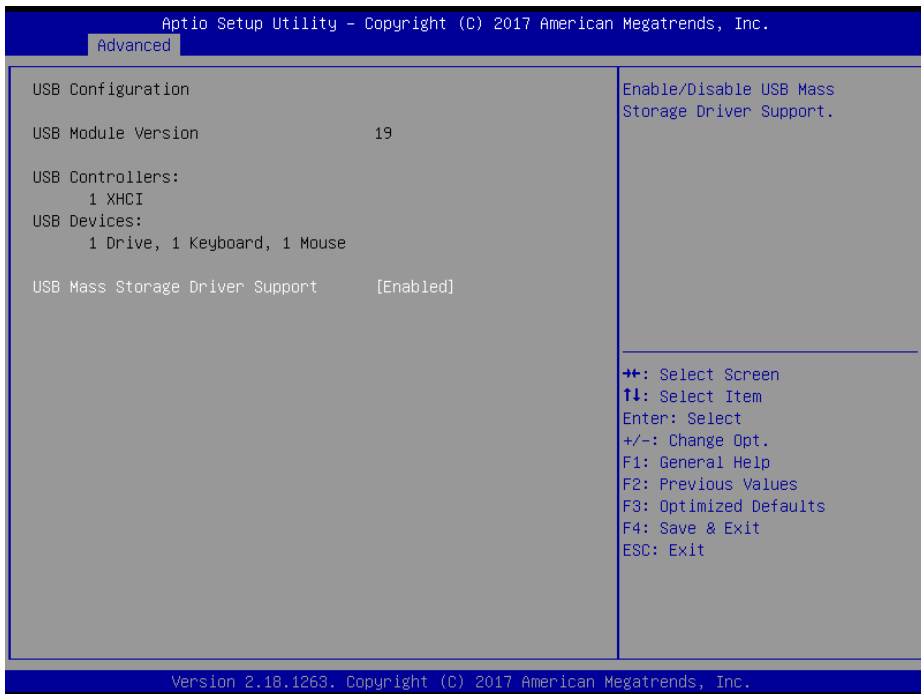 Aptio Setup Utility – Copyright (C) 2017 American Megatrends, Inc.
Advanced
USB Configuration
USB Module Version 19
USB Controllers:
1 XHCI
USB Devices:
1 Drive, 1 Keyboard, 1 Mouse
USB Mass Storage Driver Support [Enabled]
Enable/Disable USB Mass
Storage Driver Support.
→←: Select Screen
↑↓: Select Item
Enter: Select
+/-: Change Opt.
F1: General Help
F2: Previous Values
F3: Optimized Defaults
F4: Save & Exit
ESC: Exit
Version 2.18.1263. Copyright (C) 2017 American Megatrends, Inc.